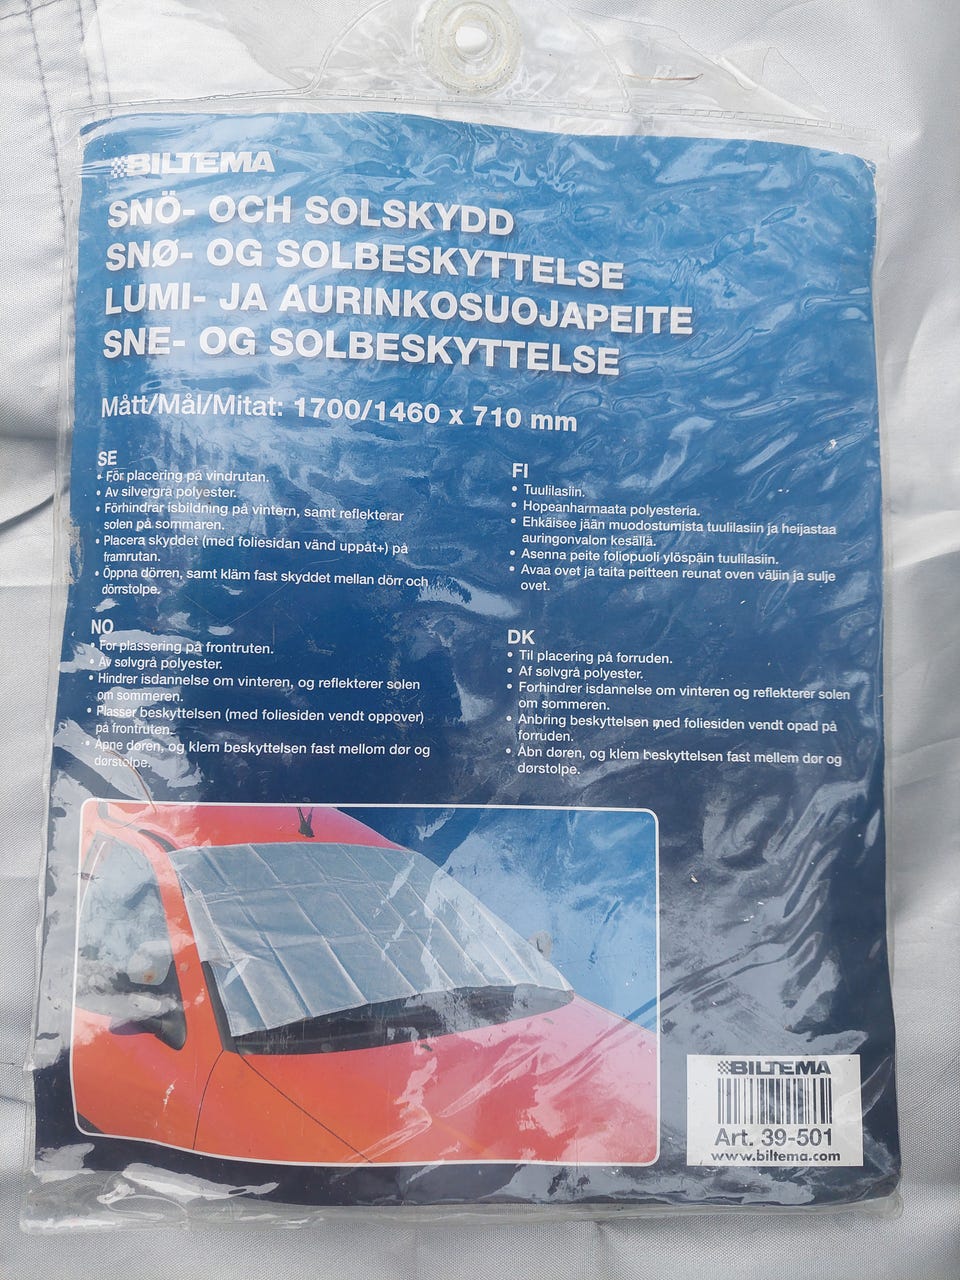 BILTEMA
SNÖ- OCH SOLSKYDD
SNØ- OG SOLBESKYTTELSE
LUMI- JA AURINKOSUOJAPEITE
SNE- OG SOLBESKYTTELSE
Mått/Mål/Mitat: 1700/1460 x 710 mm
SE
• För placering på vindrutan.
• Av silvergrå polyester.
• Förhindrar isbildning på vintern, samt reflekterar
solen på sommaren.
• Placera skyddet (med foliesidan vänd uppåt+) på
framrutan.
• Öppna dörren, samt kläm fast skyddet mellan dörr och
dörrstolpe.
FI
• Tuulilasiin.
• Hopeanharmaata polyesteria.
• Ehkäisee jään muodostumista tuulilasiin ja heijastaa
auringonvalon kesällä.
• Asenna peite foliopuoli ylöspäin tuulilasiin.
• Avaa ovet ja taita peitteen reunat oven väliin ja sulje
ovet.
NO
• For plassering på frontruten.
• Av sølvgrå polyester.
• Hindrer isdannelse om vinteren, og reflekterer solen
om sommeren.
• Plasser beskyttelsen (med foliesiden vendt oppover)
på frontruten.
• Åpne døren, og klem beskyttelsen fast mellom dør og
dørstolpe.
DK
• Til placering på forruden.
• Af sølvgrå polyester.
• Forhindrer isdannelse om vinteren og reflekterer solen
om sommeren.
• Anbring beskyttelsen med foliesiden vendt opad på
forruden.
• Åbn døren, og klem beskyttelsen fast mellem dør og
dørstolpe.
BILTEMA
Art. 39-501
www.biltema.com